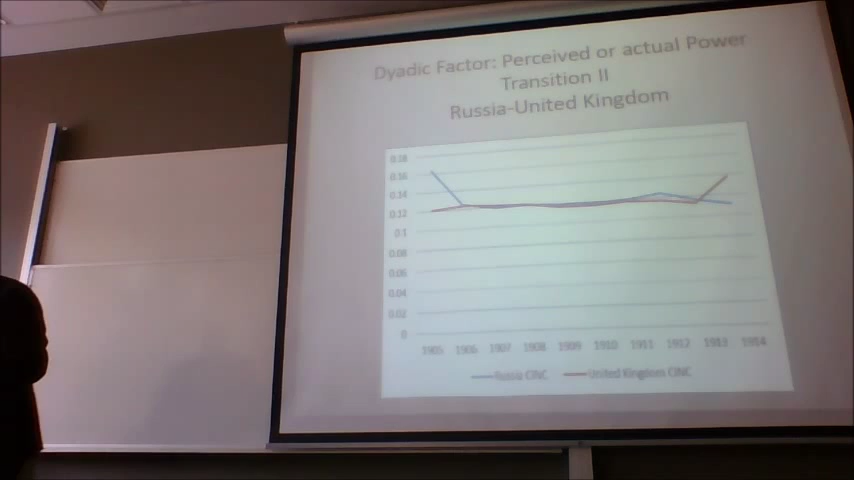 Dyadic Factor: Perceived or actual Power
Transition II
Russia-United Kingdom
0.18
0.16
0.14
0.12
0.1
0.08
0.06
0.04
0.02
0
1905 1906 1907 1908 1909 1910 1911 1912 1913 1914
Russia CINC United Kingdom CINC